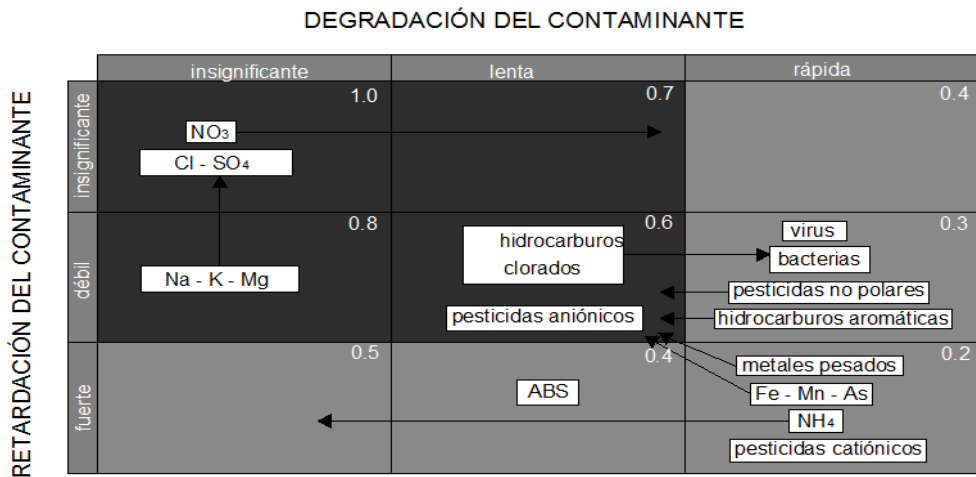 DEGRADACIÓN DEL CONTAMINANTE
insignificante
lenta
rápida
RETARDACIÓN DEL CONTAMINANTE
insignificante
1.0
0.7
0.4
NO₃
Cl - SO₄
débil
0.8
0.6
0.3
hidrocarburos
clorados
virus
bacterias
Na - K - Mg
pesticidas no polares
pesticidas aniónicos
hidrocarburos aromáticas
fuerte
0.5
0.4
0.2
metales pesados
ABS
Fe - Mn - As
NH₄
pesticidas catiónicos